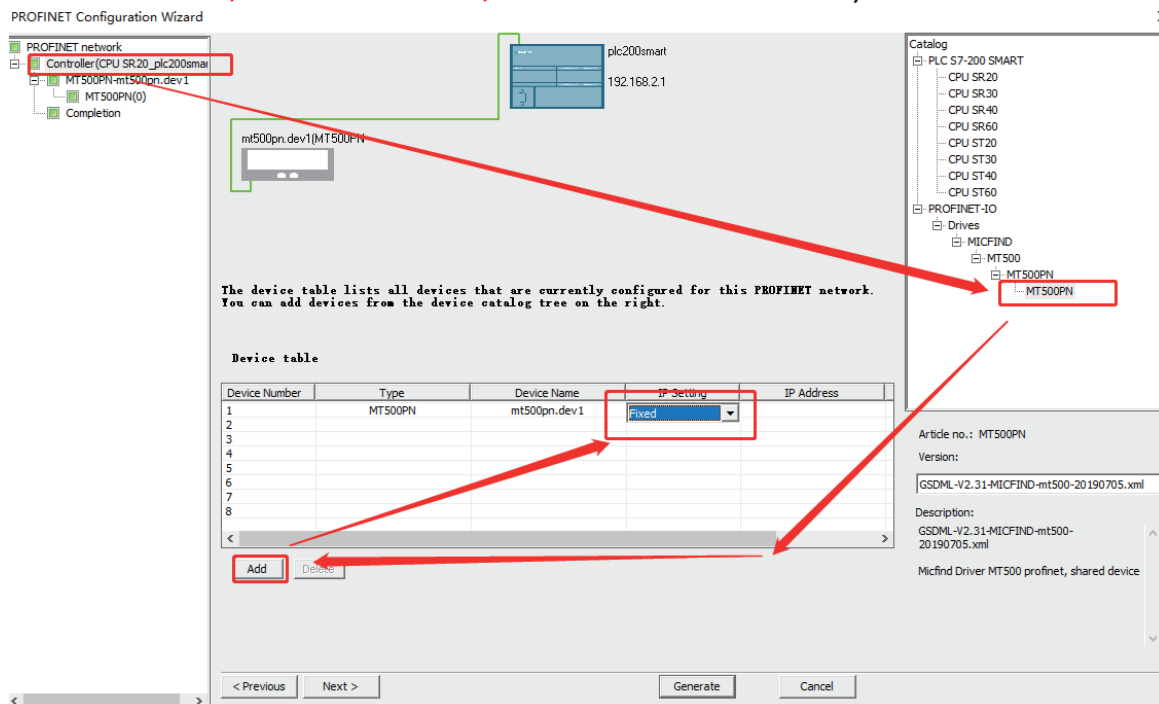 PROFINET Configuration Wizard
PROFINET network
Controller(CPU SR20_plc200smar
MT500PN-mt500pn.dev1
MT500PN(0)
Completion
plc200smart
192.168.2.1
mt500pn.dev1(MT500PN
The device table lists all devices that are currently configured for this PROFINET network.
You can add devices from the device catalog tree on the right.
Device table
Device Number Type Device Name IP Setting IP Address
1 MT500PN mt500pn.dev1 Fixed
2
3
4
5
6
7
8
Add Delete
< Previous Next > Generate Cancel
Catalog
PLC S7-200 SMART
CPU SR20
CPU SR30
CPU SR40
CPU SR60
CPU ST20
CPU ST30
CPU ST40
CPU ST60
PROFINET-IO
Drives
MICFIND
MT500
MT500PN
MT500PN
Article no.: MT500PN
Version:
GSDML-V2.31-MICFIND-mt500-20190705.xml
Description:
GSDML-V2.31-MICFIND-mt500-
20190705.xml
Micfind Driver MT500 profinet, shared device